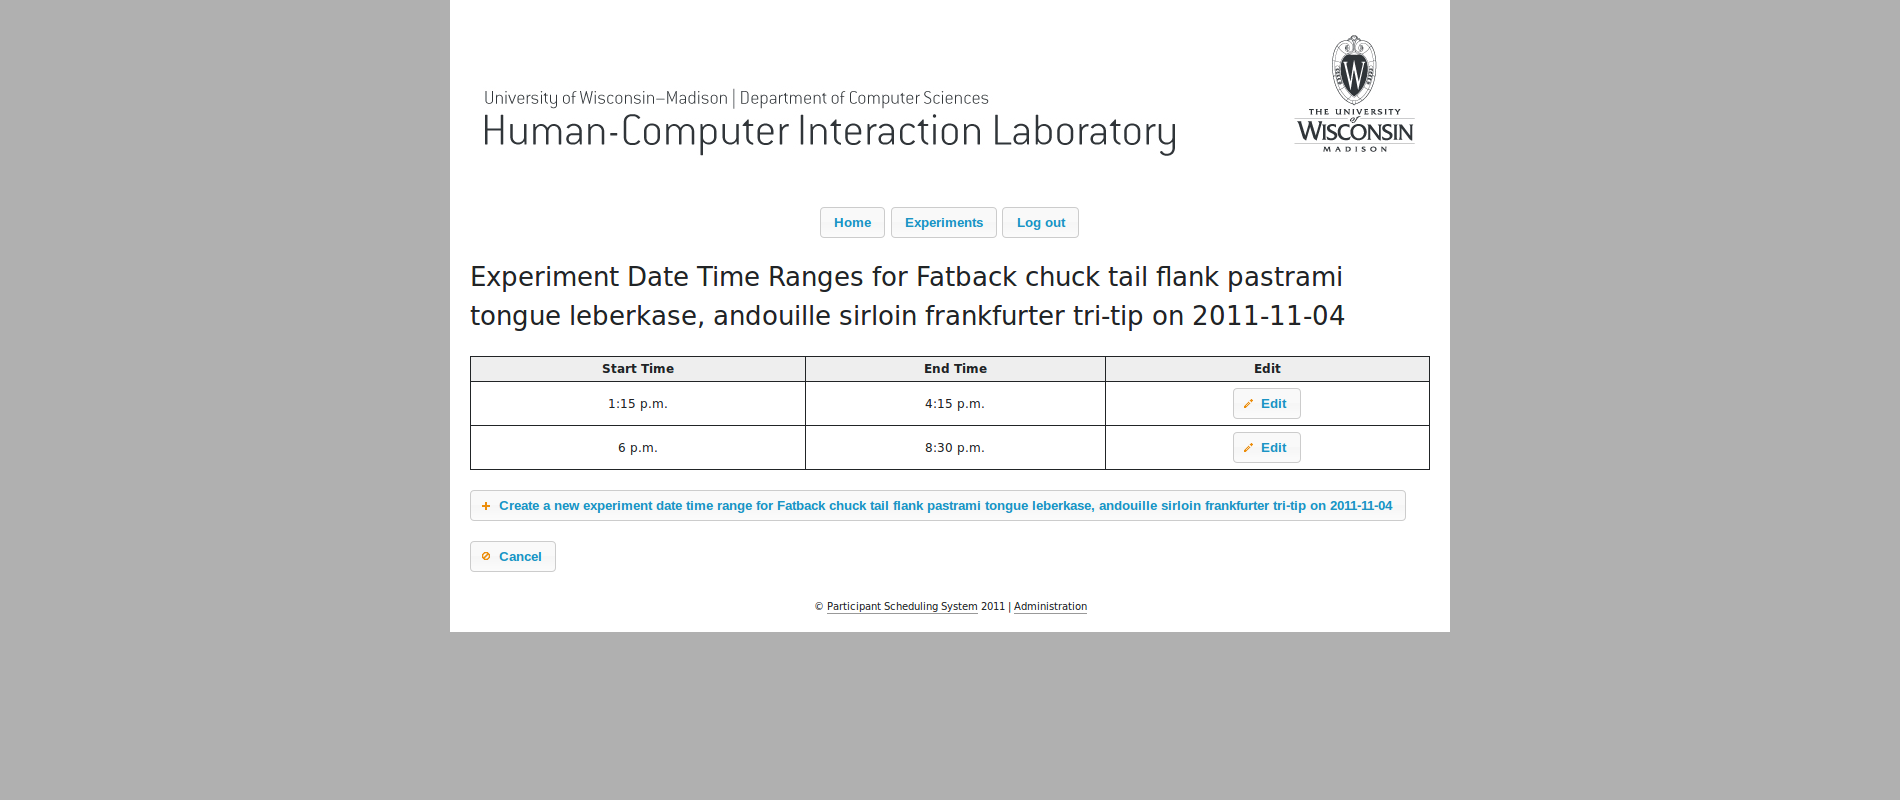 University of Wisconsin–Madison | Department of Computer Sciences
Human-Computer Interaction Laboratory
W
THE UNIVERSITY
of
WISCONSIN
MADISON
Home Experiments Log out
Experiment Date Time Ranges for Fatback chuck tail flank pastrami
tongue leberkase, andouille sirloin frankfurter tri-tip on 2011-11-04
Start Time End Time Edit
1:15 p.m. 4:15 p.m. Edit
6 p.m. 8:30 p.m. Edit
Create a new experiment date time range for Fatback chuck tail flank pastrami tongue leberkase, andouille sirloin frankfurter tri-tip on 2011-11-04
Cancel
© Participant Scheduling System 2011 | Administration